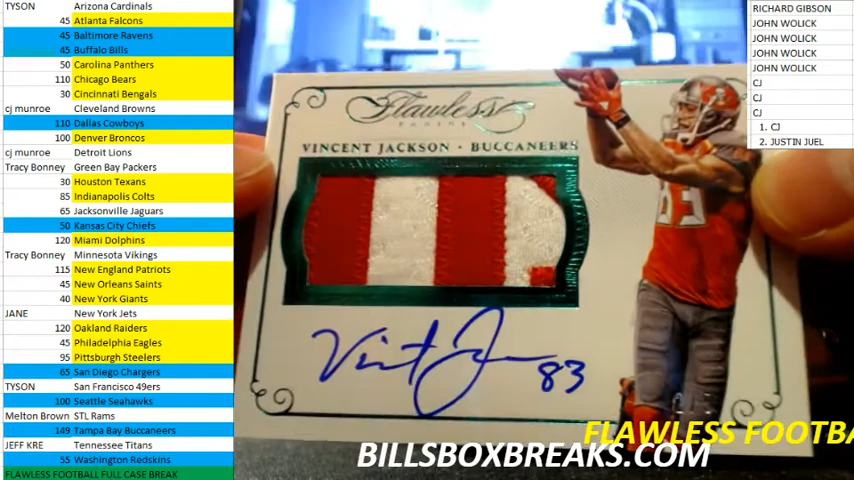 TYSON Arizona Cardinals
45 Atlanta Falcons
45 Baltimore Ravens
45 Buffalo Bills
50 Carolina Panthers
110 Chicago Bears
30 Cincinnati Bengals
cj munroe Cleveland Browns
110 Dallas Cowboys
100 Denver Broncos
cj munroe Detroit Lions
Tracy Bonney Green Bay Packers
30 Houston Texans
85 Indianapolis Colts
65 Jacksonville Jaguars
50 Kansas City Chiefs
120 Miami Dolphins
Tracy Bonney Minnesota Vikings
115 New England Patriots
45 New Orleans Saints
40 New York Giants
JANE New York Jets
120 Oakland Raiders
45 Philadelphia Eagles
95 Pittsburgh Steelers
65 San Diego Chargers
TYSON San Francisco 49ers
100 Seattle Seahawks
Melton Brown STL Rams
149 Tampa Bay Buccaneers
JEFF KRE Tennessee Titans
55 Washington Redskins
FLAWLESS FOOTBALL FULL CASE BREAK
Flawless
PANINI
VINCENT JACKSON · BUCCANEERS
83
Vincent Jackson 83
RICHARD GIBSON
JOHN WOLICK
JOHN WOLICK
JOHN WOLICK
JOHN WOLICK
CJ
CJ
CJ
1. CJ
2. JUSTIN JUEL
FLAWLESS FOOTBA
BILLSBOXBREAKS.COM